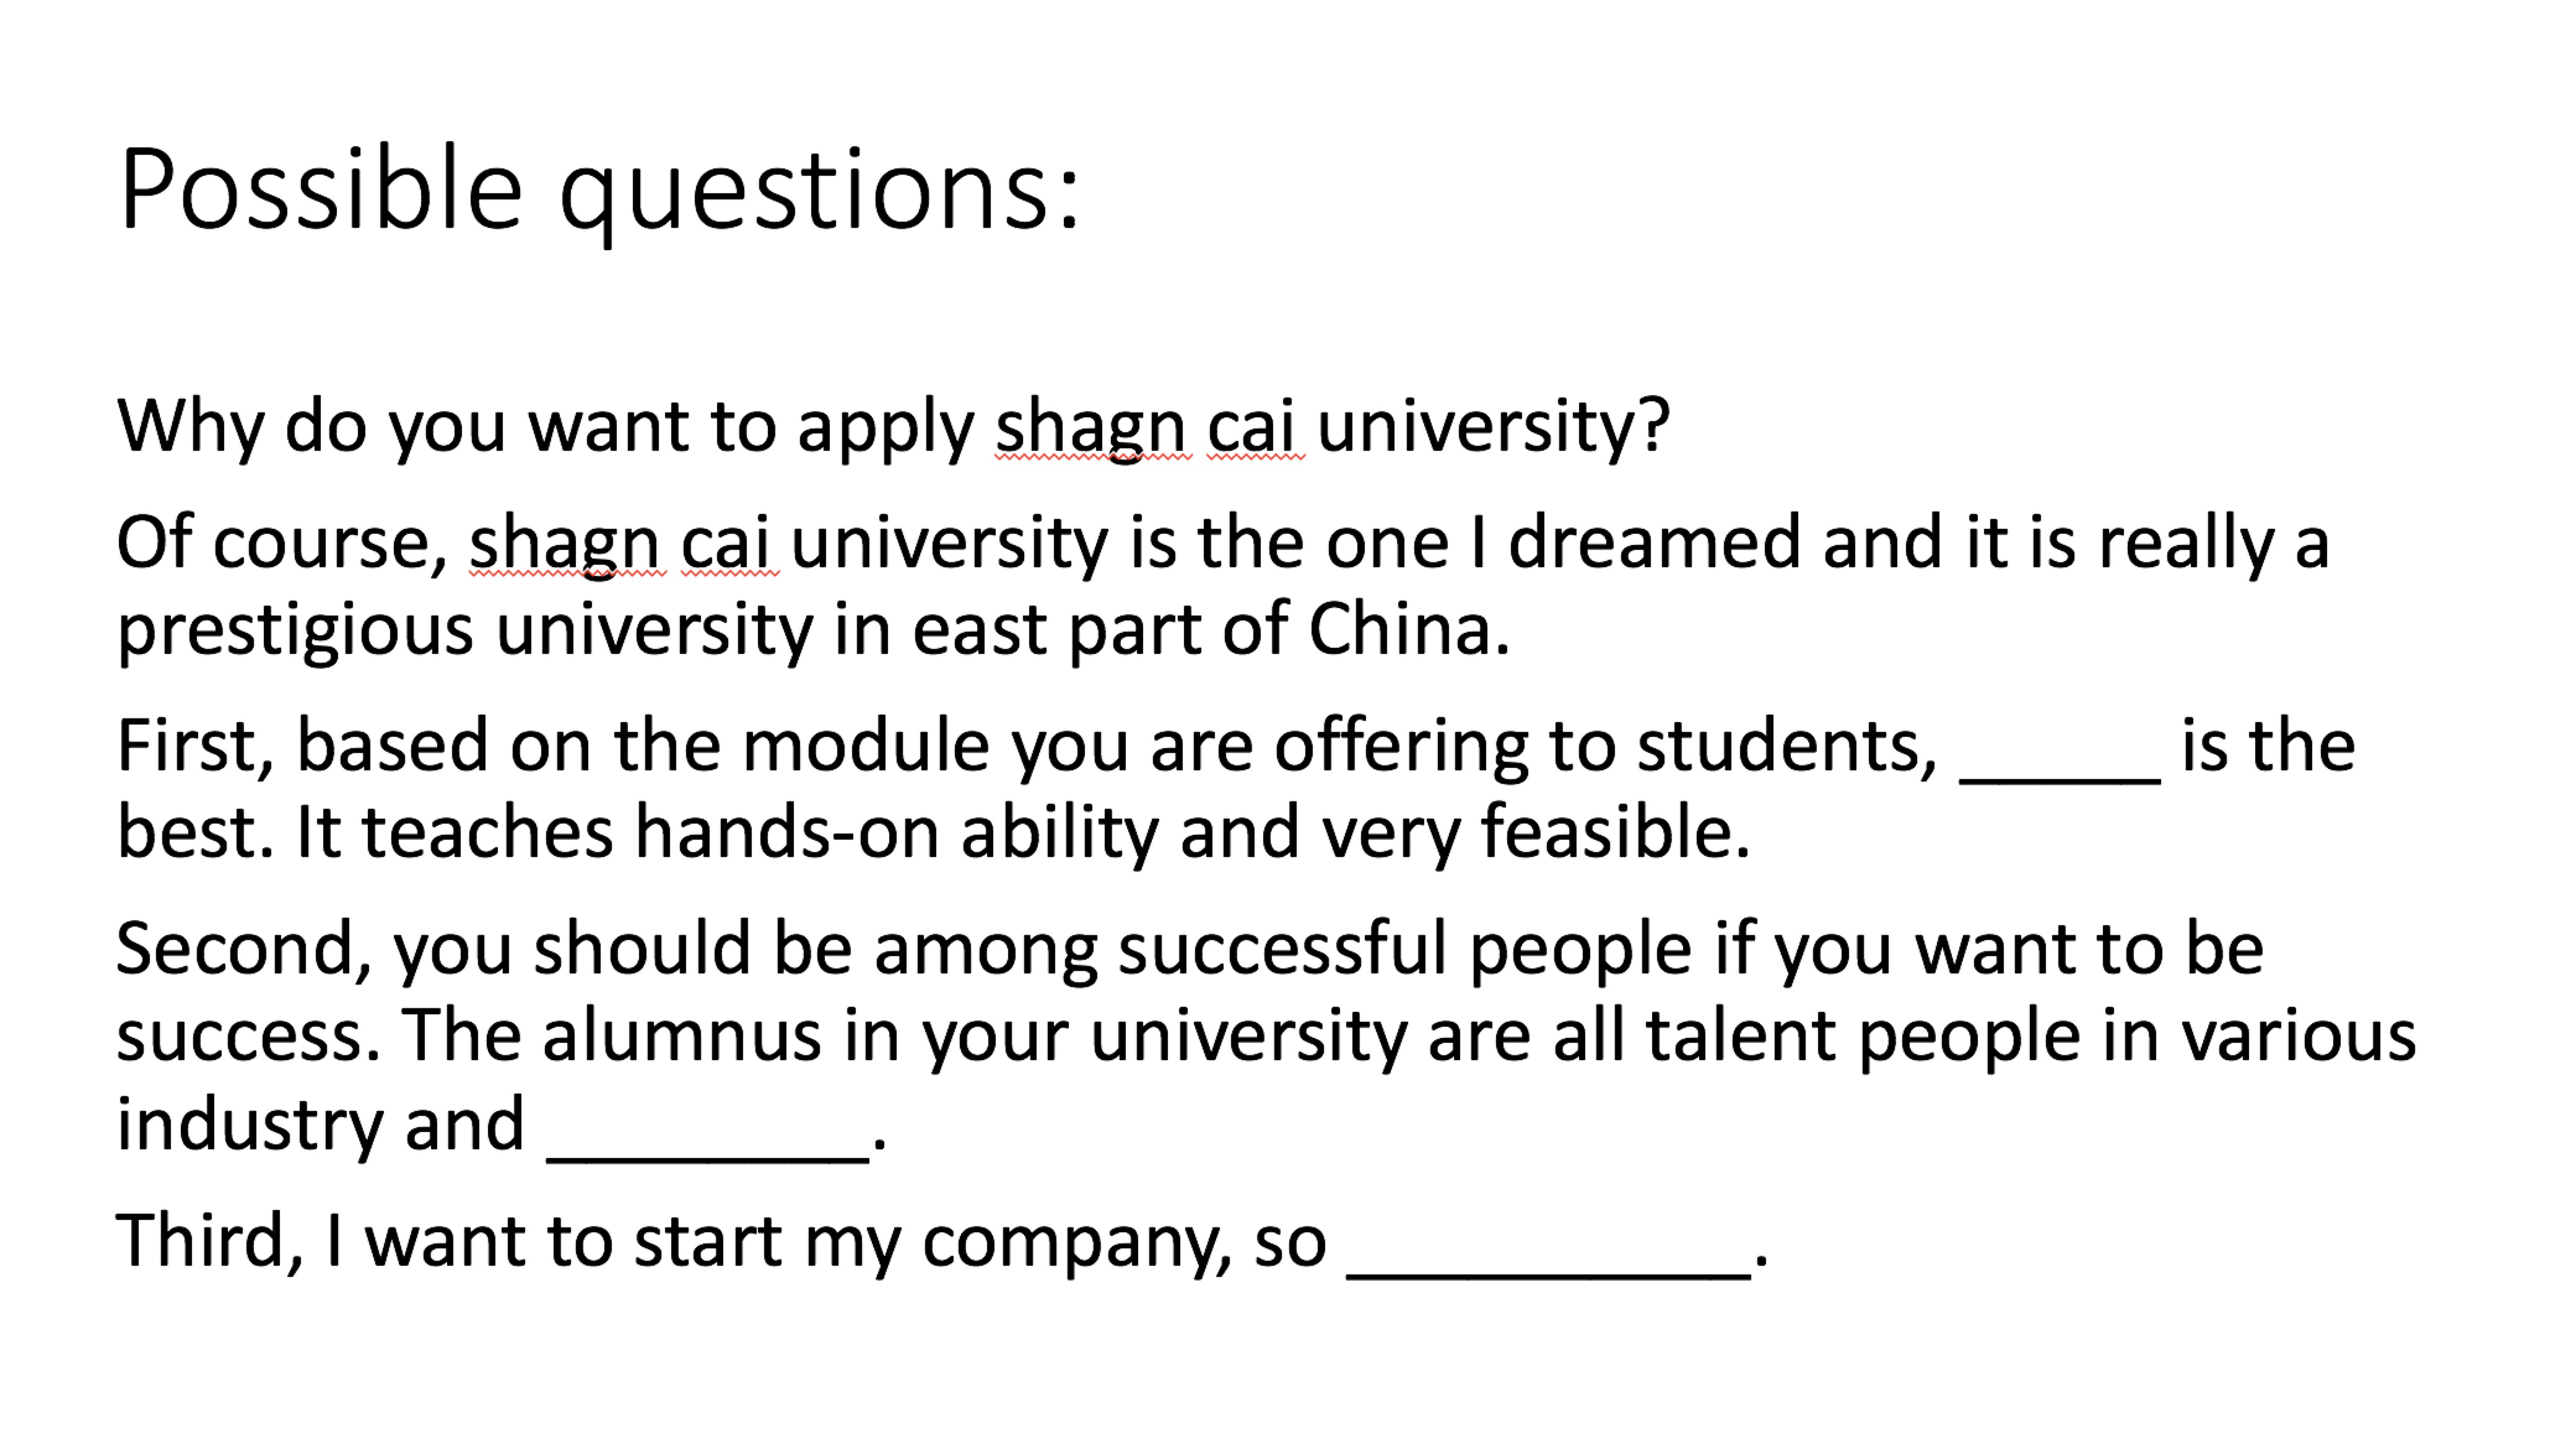 Possible questions:
Why do you want to apply shagn cai university?
Of course, shagn cai university is the one I dreamed and it is really a
prestigious university in east part of China.
First, based on the module you are offering to students, _____ is the
best. It teaches hands-on ability and very feasible.
Second, you should be among successful people if you want to be
success. The alumnus in your university are all talent people in various
industry and ________.
Third, I want to start my company, so __________.